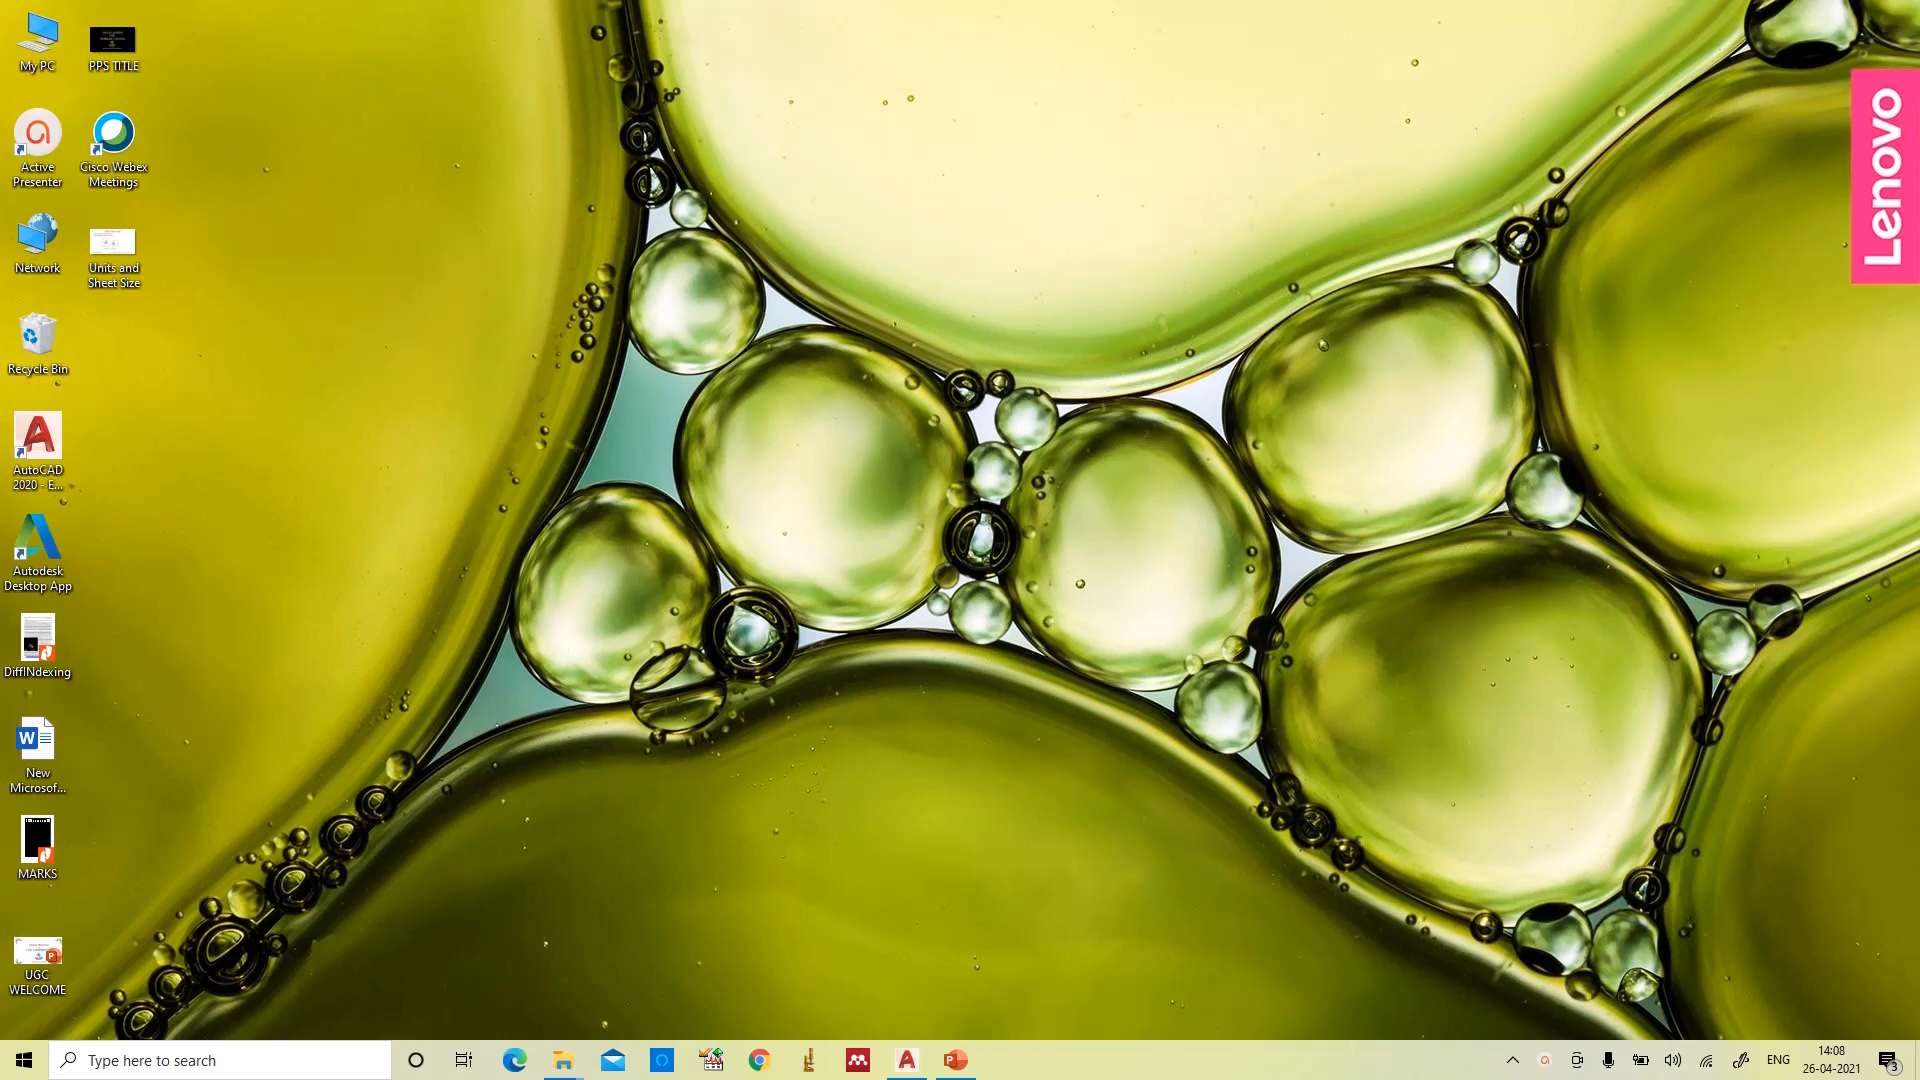 My PC
PPS TITLE
Active
Presenter
Cisco Webex
Meetings
Network
Units and
Sheet Size
Recycle Bin
AutoCAD
2020 - E...
Autodesk
Desktop App
DiffINdexing
New
Microsof...
MARKS
UGC
WELCOME
Lenovo
Type here to search
ENG
14:08
26-04-2021
3